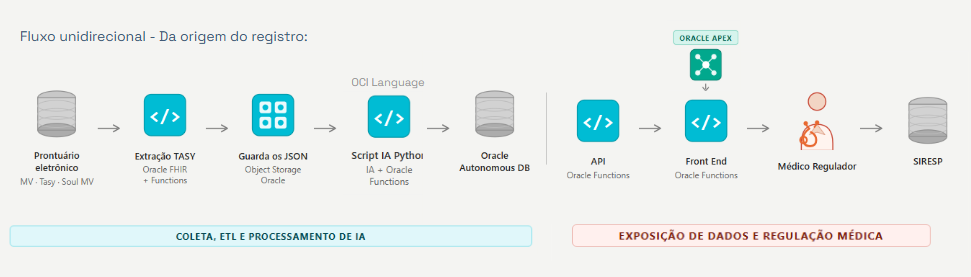 Fluxo unidirecional - Da origem do registro:
ORACLE APEX
OCI Language
</>
</>
</>
</>
Prontuário
eletrônico
MV · Tasy · Soul MV
Extração TASY
Oracle FHIR
+ Functions
Guarda os JSON
Object Storage
Oracle
Script IA Python
IA + Oracle
Functions
Oracle
Autonomous DB
API
Oracle Functions
Front End
Oracle Functions
Médico Regulador
SIRESP
COLETA, ETL E PROCESSAMENTO DE IA
EXPOSIÇÃO DE DADOS E REGULAÇÃO MÉDICA